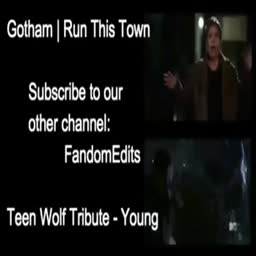 Gotham | Run This Town
Subscribe to our
other channel:
FandomEdits
Teen Wolf Tribute - Young